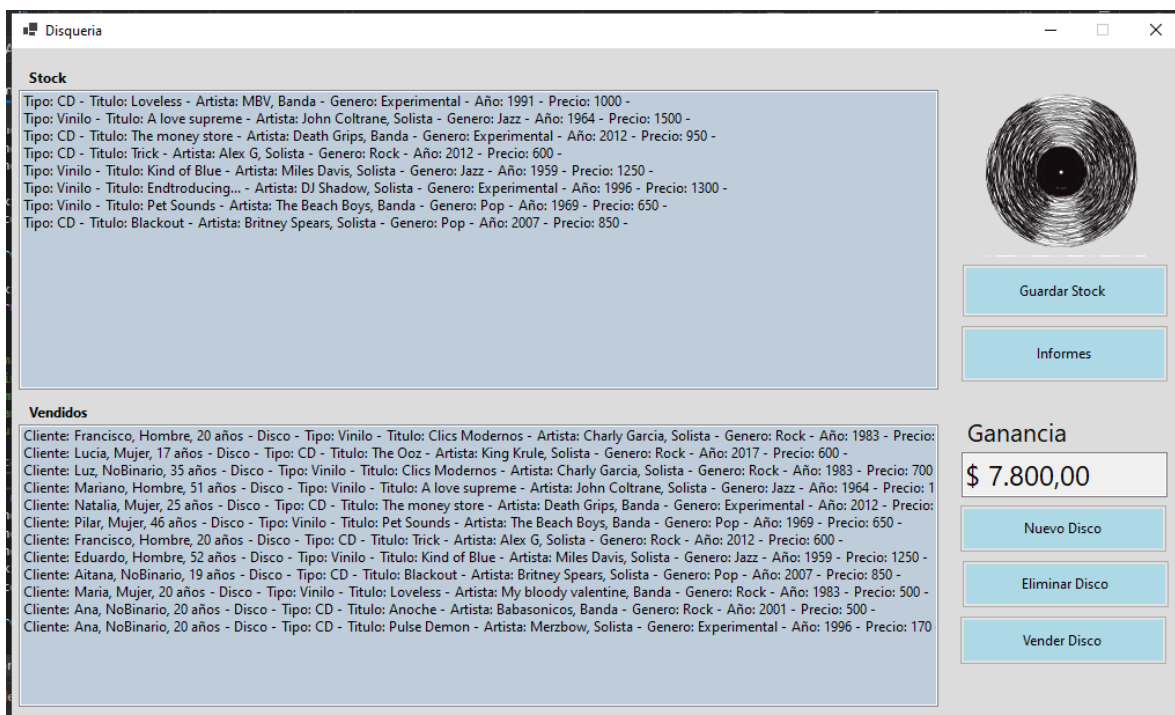 Disqueria
Stock
Tipo: CD - Titulo: Loveless - Artista: MBV, Banda - Genero: Experimental - Año: 1991 - Precio: 1000 -
Tipo: Vinilo - Titulo: A love supreme - Artista: John Coltrane, Solista - Genero: Jazz - Año: 1964 - Precio: 1500 -
Tipo: CD - Titulo: The money store - Artista: Death Grips, Banda - Genero: Experimental - Año: 2012 - Precio: 950 -
Tipo: CD - Titulo: Trick - Artista: Alex G, Solista - Genero: Rock - Año: 2012 - Precio: 600 -
Tipo: Vinilo - Titulo: Kind of Blue - Artista: Miles Davis, Solista - Genero: Jazz - Año: 1959 - Precio: 1250 -
Tipo: Vinilo - Titulo: Endtroducing... - Artista: DJ Shadow, Solista - Genero: Experimental - Año: 1996 - Precio: 1300 -
Tipo: Vinilo - Titulo: Pet Sounds - Artista: The Beach Boys, Banda - Genero: Pop - Año: 1969 - Precio: 650 -
Tipo: CD - Titulo: Blackout - Artista: Britney Spears, Solista - Genero: Pop - Año: 2007 - Precio: 850 -
Guardar Stock
Informes
Vendidos
Cliente: Francisco, Hombre, 20 años - Disco - Tipo: Vinilo - Titulo: Clics Modernos - Artista: Charly Garcia, Solista - Genero: Rock - Año: 1983 - Precio:
Cliente: Lucia, Mujer, 17 años - Disco - Tipo: CD - Titulo: The Ooz - Artista: King Krule, Solista - Genero: Rock - Año: 2017 - Precio: 600 -
Cliente: Luz, NoBinario, 35 años - Disco - Tipo: Vinilo - Titulo: Clics Modernos - Artista: Charly Garcia, Solista - Genero: Rock - Año: 1983 - Precio: 700
Cliente: Mariano, Hombre, 51 años - Disco - Tipo: Vinilo - Titulo: A love supreme - Artista: John Coltrane, Solista - Genero: Jazz - Año: 1964 - Precio: 1
Cliente: Natalia, Mujer, 25 años - Disco - Tipo: CD - Titulo: The money store - Artista: Death Grips, Banda - Genero: Experimental - Año: 2012 - Precio:
Cliente: Pilar, Mujer, 46 años - Disco - Tipo: Vinilo - Titulo: Pet Sounds - Artista: The Beach Boys, Banda - Genero: Pop - Año: 1969 - Precio: 650 -
Cliente: Francisco, Hombre, 20 años - Disco - Tipo: CD - Titulo: Trick - Artista: Alex G, Solista - Genero: Rock - Año: 2012 - Precio: 600 -
Cliente: Eduardo, Hombre, 52 años - Disco - Tipo: Vinilo - Titulo: Kind of Blue - Artista: Miles Davis, Solista - Genero: Jazz - Año: 1959 - Precio: 1250 -
Cliente: Aitana, NoBinario, 19 años - Disco - Tipo: CD - Titulo: Blackout - Artista: Britney Spears, Solista - Genero: Pop - Año: 2007 - Precio: 850 -
Cliente: Maria, Mujer, 20 años - Disco - Tipo: Vinilo - Titulo: Loveless - Artista: My bloody valentine, Banda - Genero: Rock - Año: 1983 - Precio: 500 -
Cliente: Ana, NoBinario, 20 años - Disco - Tipo: CD - Titulo: Anoche - Artista: Babasonicos, Banda - Genero: Rock - Año: 2001 - Precio: 500 -
Cliente: Ana, NoBinario, 20 años - Disco - Tipo: CD - Titulo: Pulse Demon - Artista: Merzbow, Solista - Genero: Experimental - Año: 1996 - Precio: 170
Ganancia
$ 7.800,00
Nuevo Disco
Eliminar Disco
Vender Disco